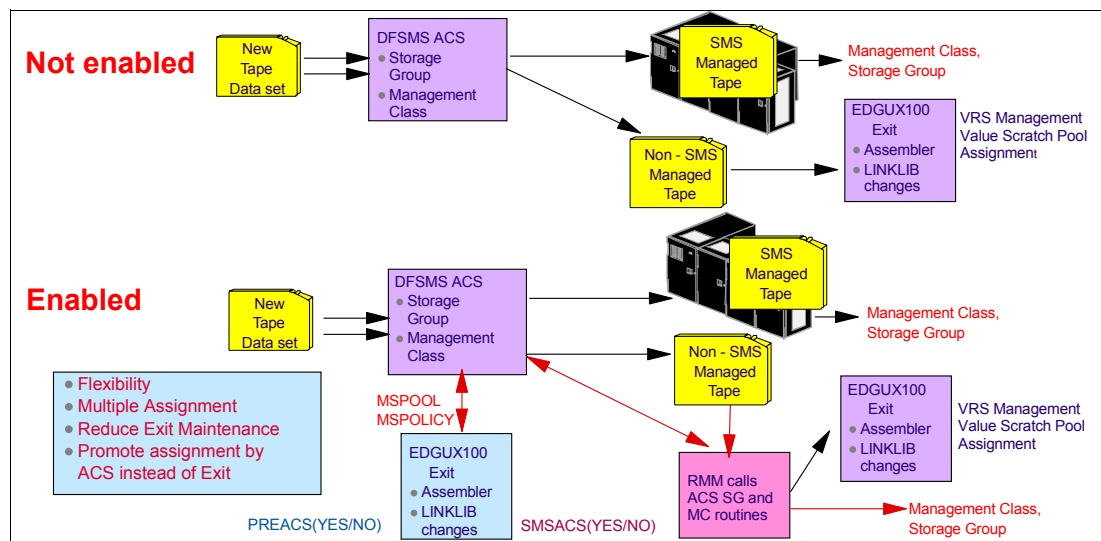 Not enabled
New
Tape
Data set
DFSMS ACS
● Storage
Group
● Management
Class
SMS
Managed
Tape
Management Class,
Storage Group
Non - SMS
Managed
Tape
EDGUX100
Exit
● Assembler
● LINKLIB
changes
VRS Management
Value Scratch Pool
Assignment
Enabled
New
Tape
Data set
DFSMS ACS
● Storage
Group
● Management
Class
SMS
Managed
Tape
Management Class,
Storage Group
Non - SMS
Managed
Tape
● Flexibility
● Multiple Assignment
● Reduce Exit Maintenance
● Promote assignment by
ACS instead of Exit
MSPOOL
MSPOLICY
EDGUX100
Exit
● Assembler
● LINKLIB
changes
PREACS(YES/NO)
SMSACS(YES/NO)
RMM calls
ACS SG and
MC routines
EDGUX100
Exit
● Assembler
● LINKLIB
changes
VRS Management
Value Scratch Pool
Assignment
Management Class,
Storage Group